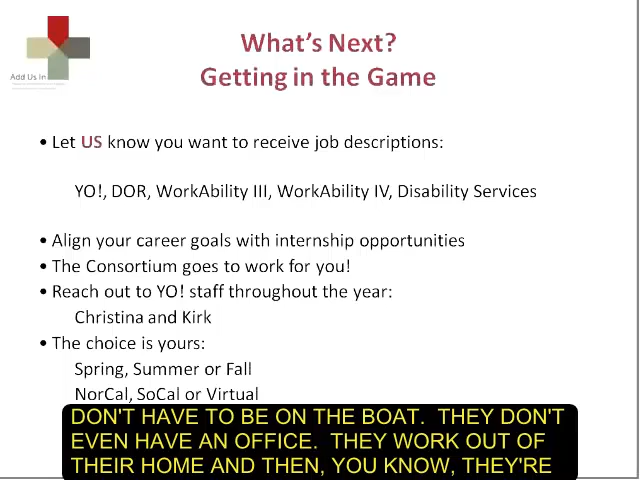 What's Next?
Getting in the Game
Add Us In
• Let US know you want to receive job descriptions:
YO!, DOR, WorkAbility III, WorkAbility IV, Disability Services
• Align your career goals with internship opportunities
• The Consortium goes to work for you!
• Reach out to YO! staff throughout the year:
Christina and Kirk
• The choice is yours:
Spring, Summer or Fall
NorCal, SoCal or Virtual
DON'T HAVE TO BE ON THE BOAT.  THEY DON'T
EVEN HAVE AN OFFICE.  THEY WORK OUT OF
THEIR HOME AND THEN, YOU KNOW, THEY'RE